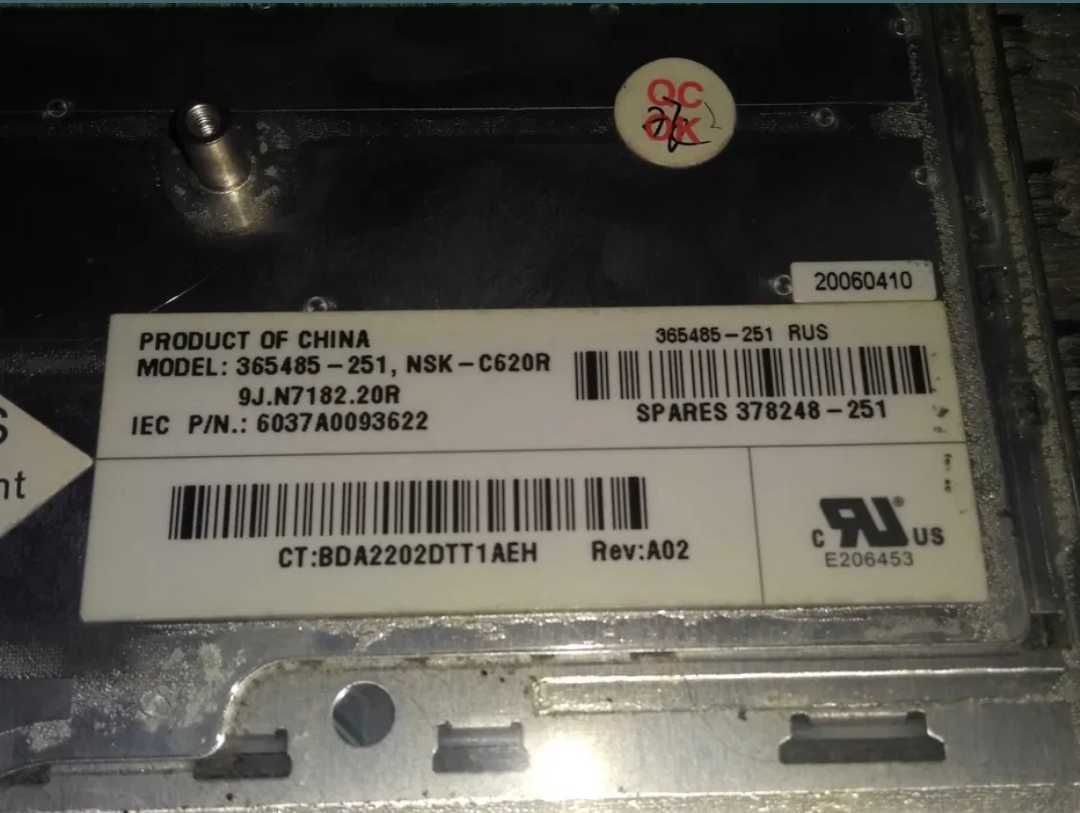 QC
OK
20060410
PRODUCT OF CHINA
MODEL: 365485-251, NSK-C620R
9J.N7182.20R
IEC P/N.: 6037A0093622
365485-251 RUS
SPARES 378248-251
S
nt
CT:BDA2202DTT1AEH Rev:A02
C RU® US
E206453